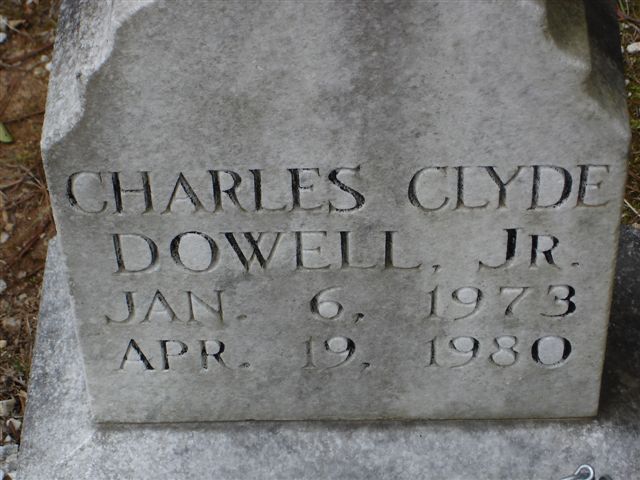 CHARLES CLYDE
DOWELL, JR.
JAN. 6, 1973
APR. 19, 1980